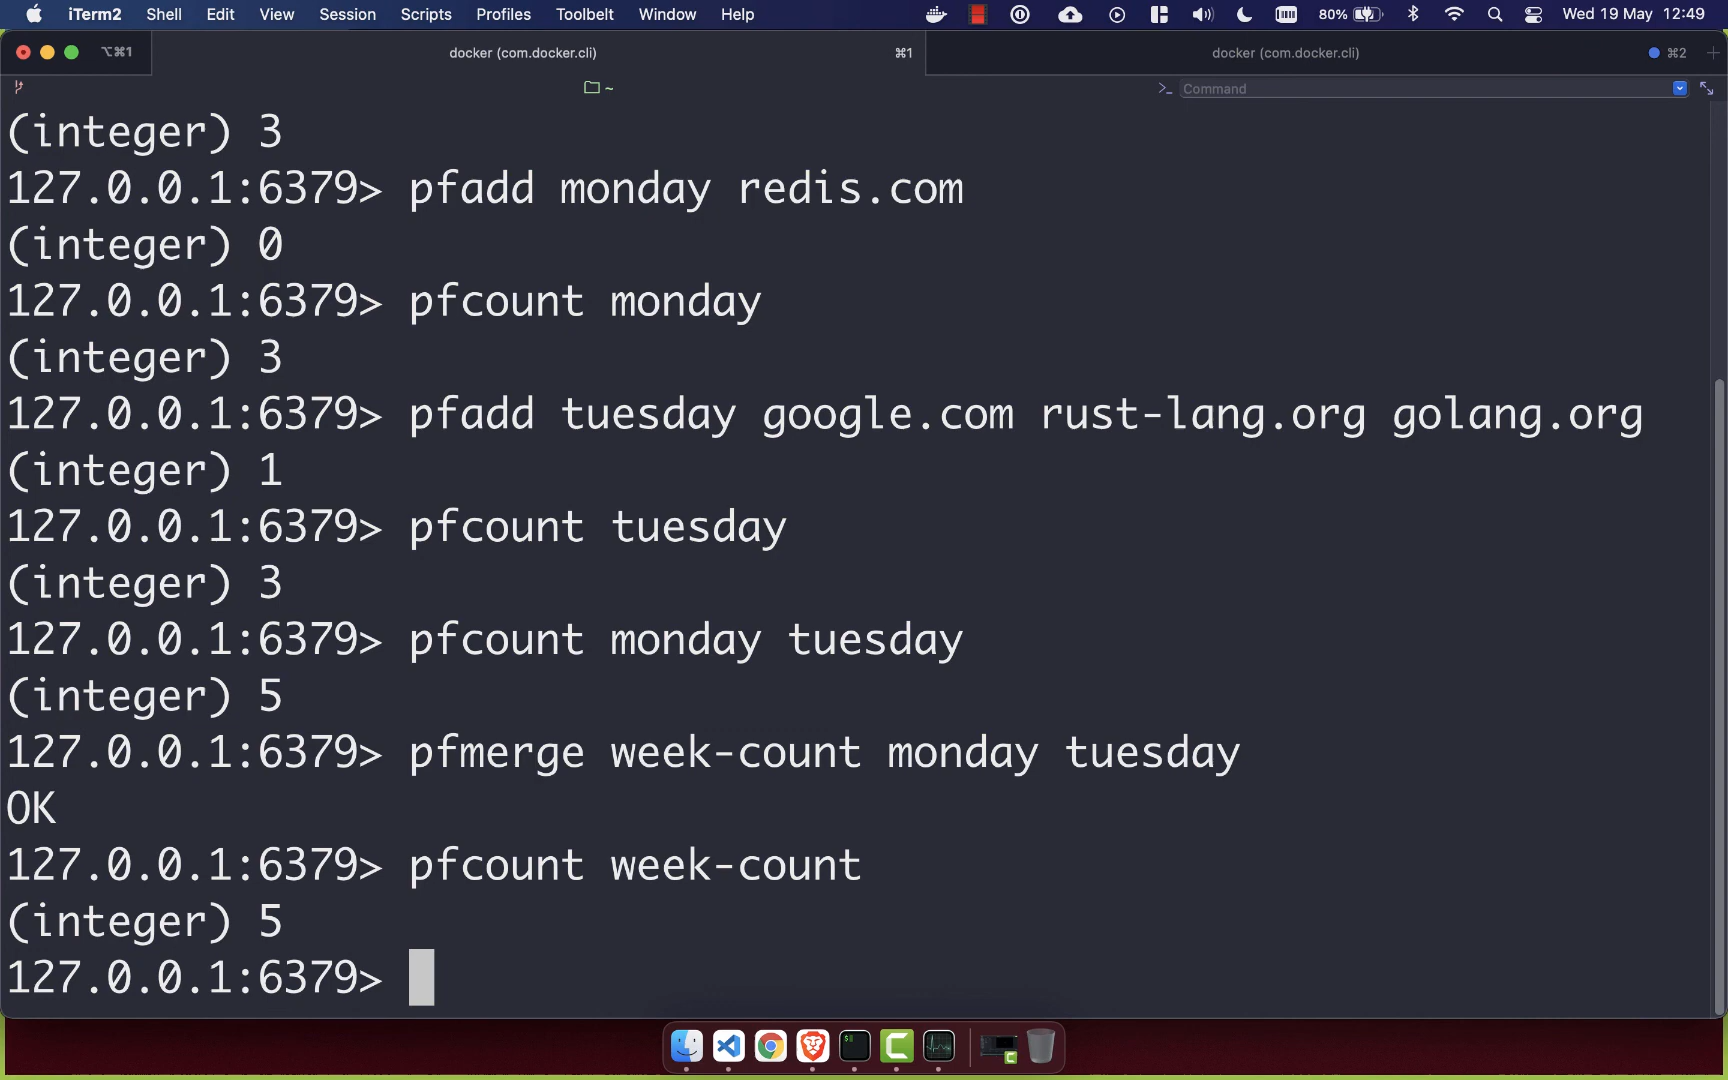 iTerm2 Shell Edit View Session Scripts Profiles Toolbelt Window Help 80% Wed 19 May 12:49
⌥⌘1 docker (com.docker.cli) ⌘1 docker (com.docker.cli) ⌘2
~ Command
(integer) 3
127.0.0.1:6379> pfadd monday redis.com
(integer) 0
127.0.0.1:6379> pfcount monday
(integer) 3
127.0.0.1:6379> pfadd tuesday google.com rust-lang.org golang.org
(integer) 1
127.0.0.1:6379> pfcount tuesday
(integer) 3
127.0.0.1:6379> pfcount monday tuesday
(integer) 5
127.0.0.1:6379> pfmerge week-count monday tuesday
OK
127.0.0.1:6379> pfcount week-count
(integer) 5
127.0.0.1:6379>